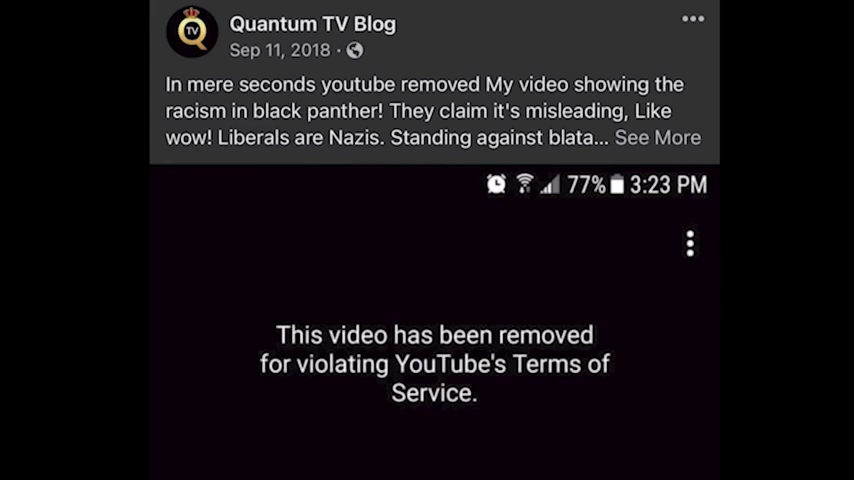 TV
Quantum TV Blog
Sep 11, 2018 ·
In mere seconds youtube removed My video showing the
racism in black panther! They claim it's misleading, Like
wow! Liberals are Nazis. Standing against blata... See More
77% 3:23 PM
This video has been removed
for violating YouTube's Terms of
Service.